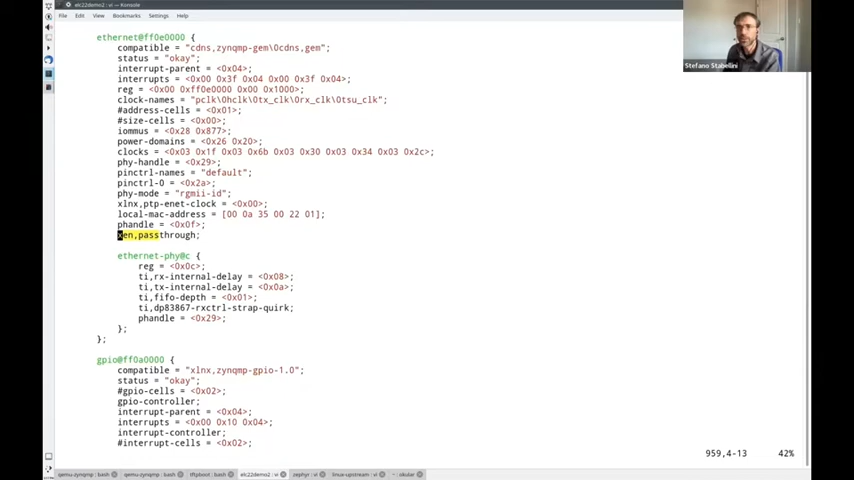 elc22demo2 : vi — Konsole
File Edit View Bookmarks Settings Help
ethernet@ff0e0000 {
compatible = "cdns,zynqmp-gem\0cdns,gem";
status = "okay";
interrupt-parent = <0x04>;
interrupts = <0x00 0x3f 0x04 0x00 0x3f 0x04>;
reg = <0x00 0xff0e0000 0x00 0x1000>;
clock-names = "pclk\0hclk\0tx_clk\0rx_clk\0tsu_clk";
#address-cells = <0x01>;
#size-cells = <0x00>;
iommus = <0x28 0x877>;
power-domains = <0x26 0x20>;
clocks = <0x03 0x1f 0x03 0x6b 0x03 0x30 0x03 0x34 0x03 0x2c>;
phy-handle = <0x29>;
pinctrl-names = "default";
pinctrl-0 = <0x2a>;
phy-mode = "rgmii-id";
xlnx,ptp-enet-clock = <0x00>;
local-mac-address = [00 0a 35 00 22 01];
phandle = <0x0f>;
xen,passthrough;
ethernet-phy@c {
reg = <0x0c>;
ti,rx-internal-delay = <0x08>;
ti,tx-internal-delay = <0x0a>;
ti,fifo-depth = <0x01>;
ti,dp83867-rxctrl-strap-quirk;
phandle = <0x29>;
};
};
gpio@ff0a0000 {
compatible = "xlnx,zynqmp-gpio-1.0";
status = "okay";
#gpio-cells = <0x02>;
gpio-controller;
interrupt-parent = <0x04>;
interrupts = <0x00 0x10 0x04>;
interrupt-controller;
#interrupt-cells = <0x02>;
959,4-13 42%
qemu-zynqmp : bash qemu-zynqmp : bash tftpboot : bash elc22demo2 : vi zephyr : vi linux-upstream : vi ~ : okular
Stefano Stabellini